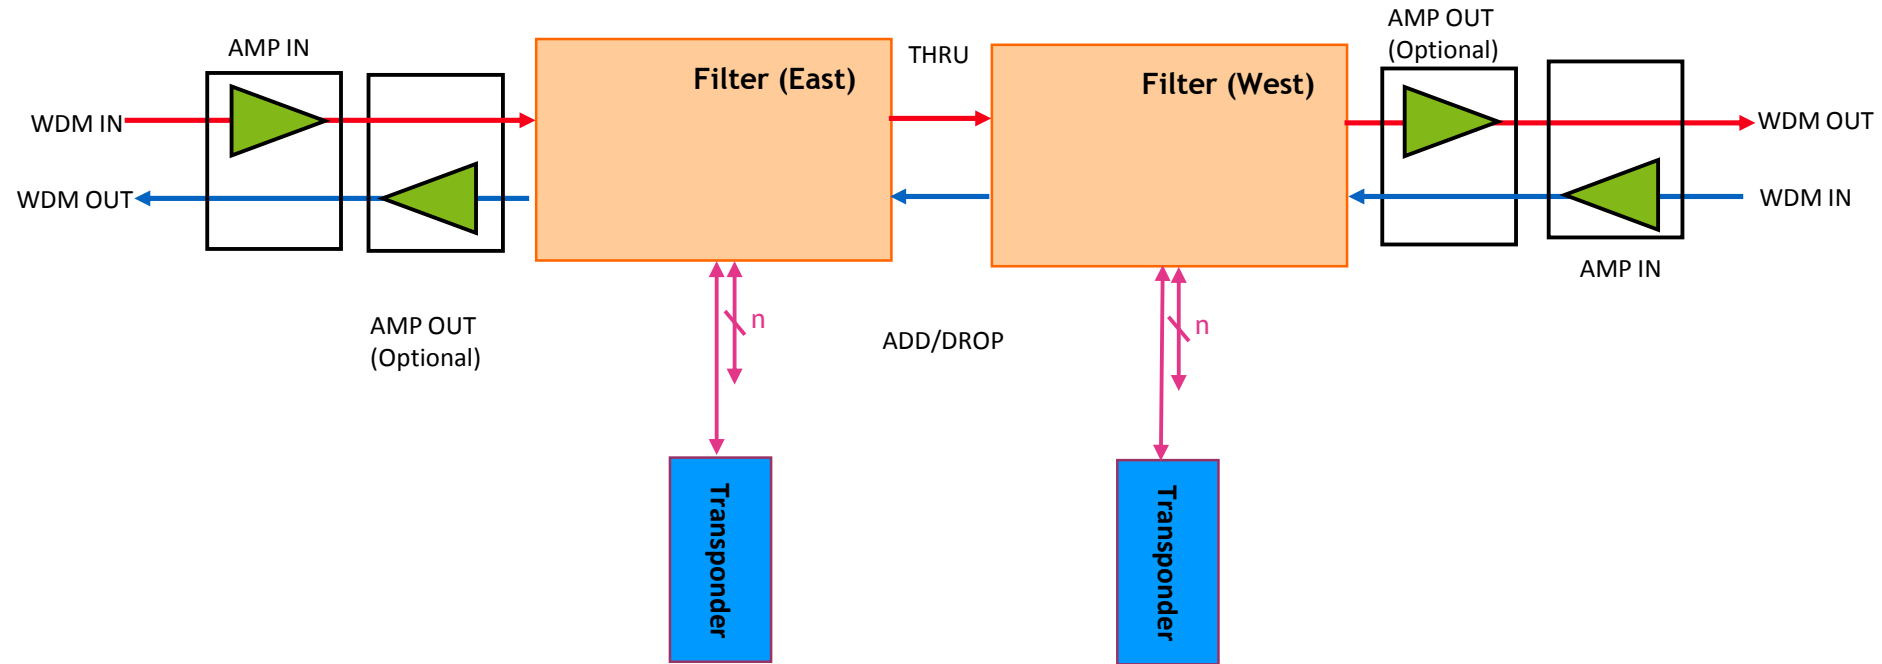 AMP OUT
(Optional)
AMP IN
THRU
Filter (East)
Filter (West)
WDM IN
WDM OUT
WDM OUT
WDM IN
AMP IN
AMP OUT
(Optional)
n
n
ADD/DROP
Transponder
Transponder